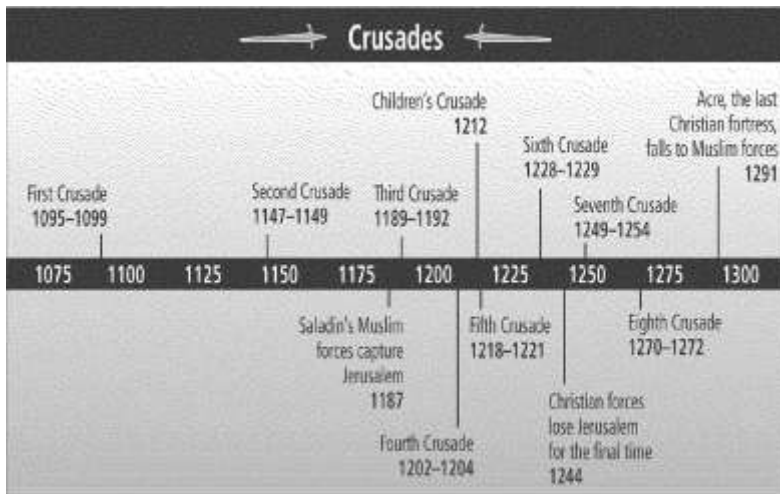 Crusades
Children's Crusade
1212
Acre, the last
Christian fortress,
falls to Muslim forces
1291
Sixth Crusade
1228–1229
First Crusade
1095–1099
Second Crusade
1147–1149
Third Crusade
1189–1192
Seventh Crusade
1249–1254
1075 1100 1125 1150 1175 1200 1225 1250 1275 1300
Saladin's Muslim
forces capture
Jerusalem
1187
Fifth Crusade
1218–1221
Eighth Crusade
1270–1272
Fourth Crusade
1202–1204
Christian forces
lose Jerusalem
for the final time
1244